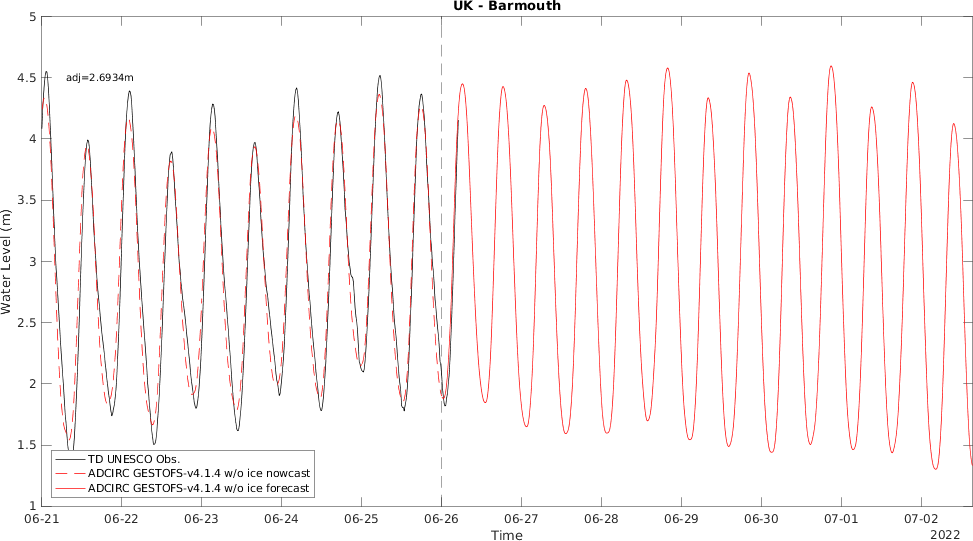 UK - Barmouth
5
4.5
4
3.5
3
2.5
2
1.5
1
Water Level (m)
adj=2.6934m
TD UNESCO Obs.
ADCIRC GESTOFS-v4.1.4 w/o ice nowcast
ADCIRC GESTOFS-v4.1.4 w/o ice forecast
06-21 06-22 06-23 06-24 06-25 06-26 06-27 06-28 06-29 06-30 07-01 07-02
Time
2022